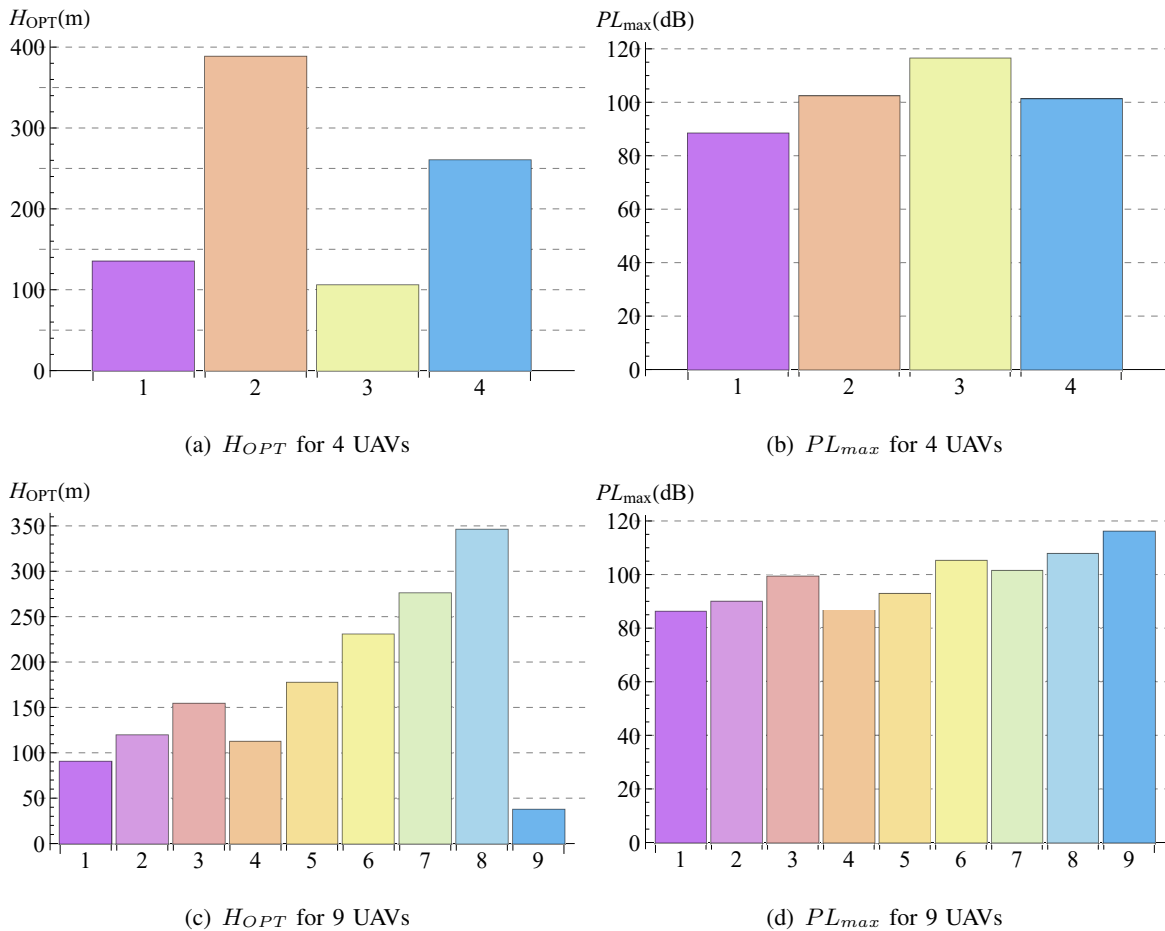 H_OPT(m)
400
300
200
100
0
1 2 3 4
(a) H_OPT for 4 UAVs
PL_max(dB)
120
100
80
60
40
20
0
1 2 3 4
(b) PL_max for 4 UAVs
H_OPT(m)
350
300
250
200
150
100
50
0
1 2 3 4 5 6 7 8 9
(c) H_OPT for 9 UAVs
PL_max(dB)
120
100
80
60
40
20
0
1 2 3 4 5 6 7 8 9
(d) PL_max for 9 UAVs